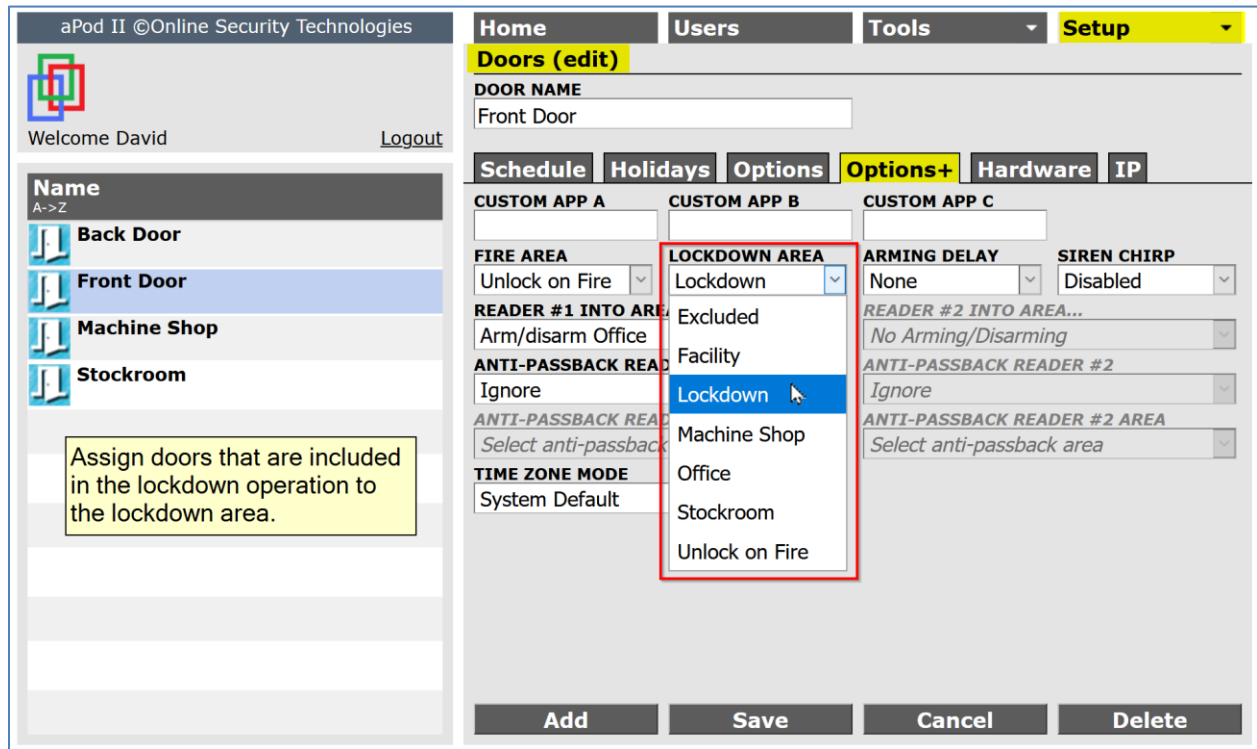 aPod II ©Online Security Technologies
Welcome David Logout
Name
A->Z
Back Door
Front Door
Machine Shop
Stockroom
Assign doors that are included
in the lockdown operation to
the lockdown area.
Home Users Tools Setup
Doors (edit)
DOOR NAME
Front Door
Schedule Holidays Options Options+ Hardware IP
CUSTOM APP A CUSTOM APP B CUSTOM APP C
FIRE AREA LOCKDOWN AREA ARMING DELAY SIREN CHIRP
Unlock on Fire Lockdown None Disabled
READER #1 INTO ARE READER #2 INTO AREA...
Arm/disarm Office No Arming/Disarming
ANTI-PASSBACK READ ANTI-PASSBACK READER #2
Ignore Ignore
ANTI-PASSBACK READ ANTI-PASSBACK READER #2 AREA
Select anti-passback Select anti-passback area
TIME ZONE MODE
System Default
Excluded
Facility
Lockdown
Machine Shop
Office
Stockroom
Unlock on Fire
Add Save Cancel Delete